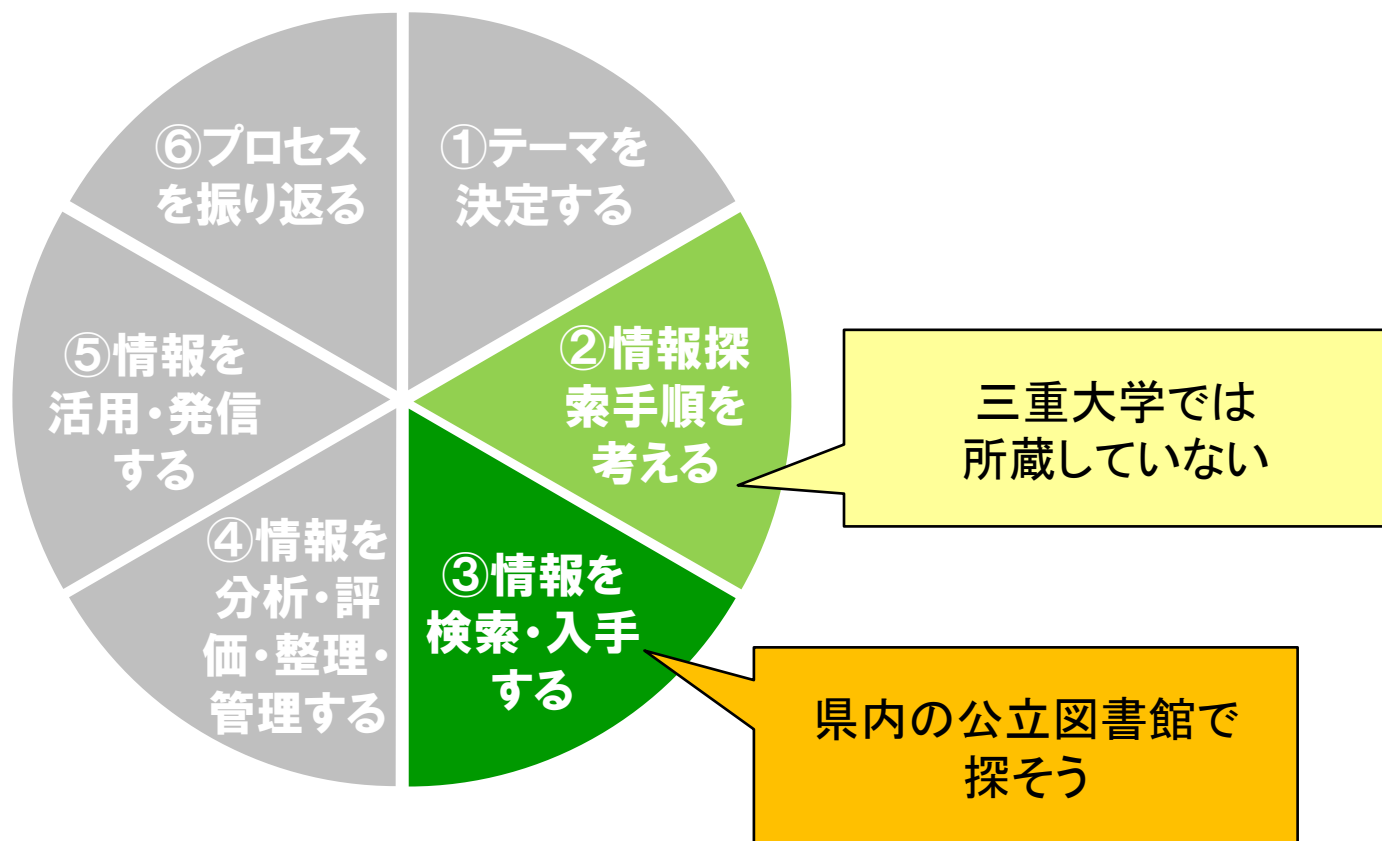 ①テーマを
決定する
②情報探
索手順を
考える
三重大学では
所蔵していない
③情報を
検索・入手
する
県内の公立図書館で
探そう
④情報を
分析・評
価・整理・
管理する
⑤情報を
活用・発信
する
⑥プロセス
を振り返る